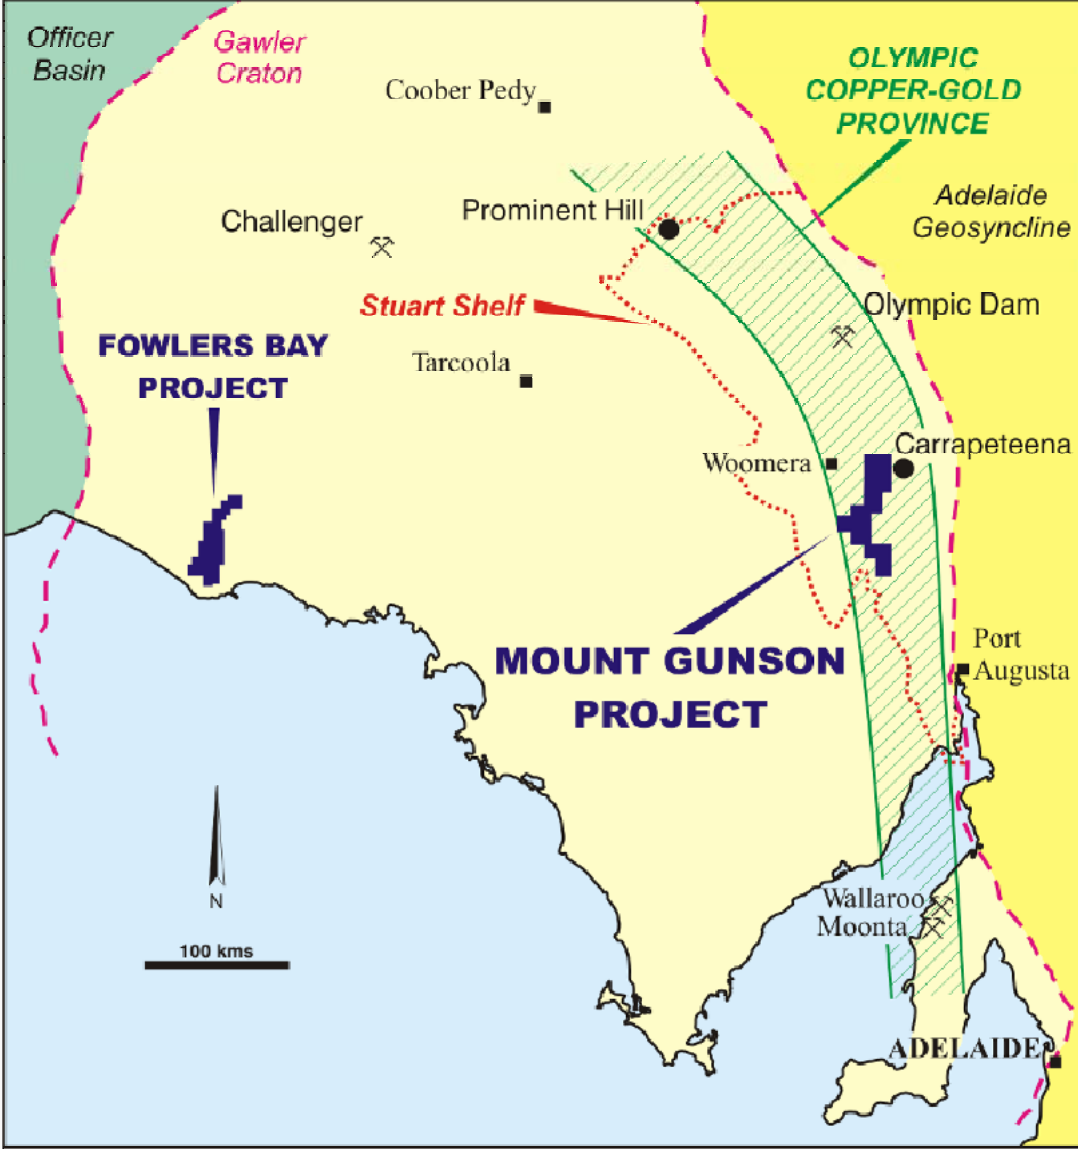 Officer
Basin
Gawler
Craton
Coober Pedy
OLYMPIC
COPPER-GOLD
PROVINCE
Adelaide
Geosyncline
Prominent Hill
Challenger
Stuart Shelf
Olympic Dam
FOWLERS BAY
PROJECT
Tarcoola
Carrapeteena
Woomera
MOUNT GUNSON
PROJECT
Port
Augusta
N
100 kms
Wallaroo
Moonta
ADELAIDE